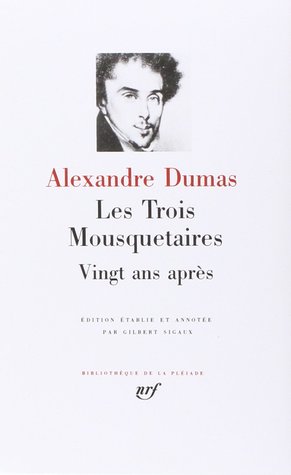 Alexandre Dumas
Les Trois
Mousquetaires
Vingt ans après
ÉDITION ÉTABLIE ET ANNOTÉE
PAR GILBERT SIGAUX
BIBLIOTHÈQUE DE LA PLÉIADE
nrf